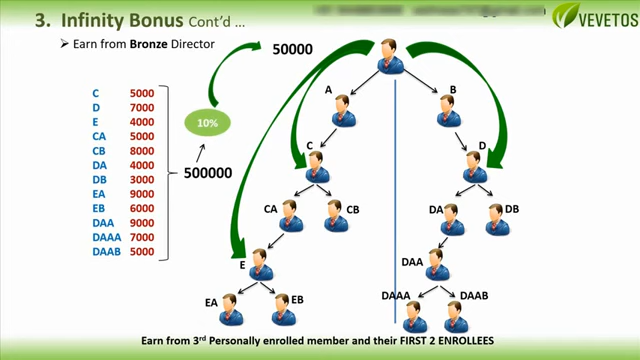 3. Infinity Bonus Cont'd ...
VEVETOS
➢ Earn from Bronze Director
50000
C 5000
D 7000
E 4000
CA 5000
CB 8000
DA 4000
DB 3000
EA 9000
EB 6000
DAA 9000
DAAA 7000
DAAB 5000
10%
500000
A
B
C
D
CA
CB
DA
DB
E
DAA
EA
EB
DAAA
DAAB
Earn from 3rd Personally enrolled member and their FIRST 2 ENROLLEES